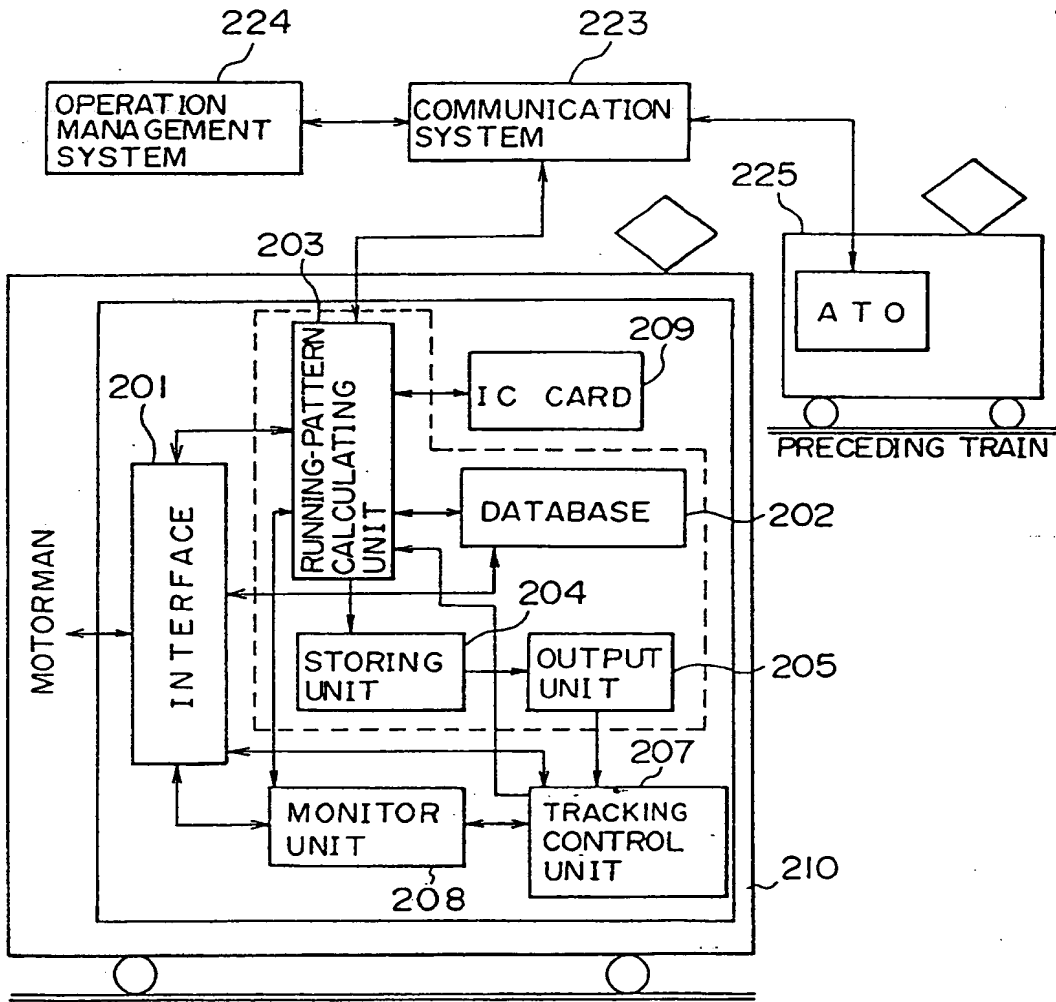 224
223
OPERATION
MANAGEMENT
SYSTEM
COMMUNICATION
SYSTEM
225
203
ATO
209
IC CARD
201
RUNNING-PATTERN
CALCULATING
UNIT
PRECEDING TRAIN
DATABASE
202
MOTORMAN
INTERFACE
204
STORING
UNIT
OUTPUT
UNIT
205
207
MONITOR
UNIT
TRACKING
CONTROL
UNIT
208
210